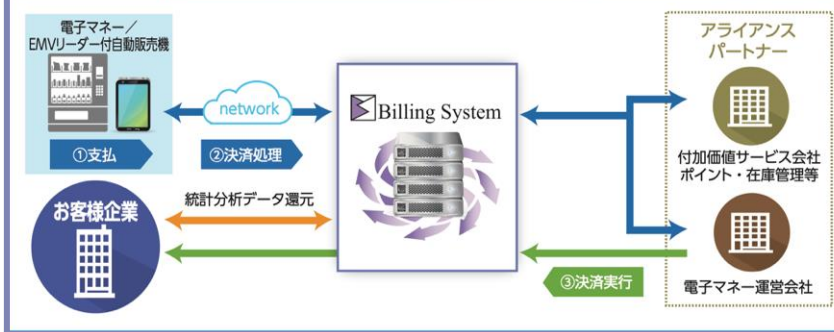 電子マネー／
EMVリーダー付自動販売機
①支払
network
②決済処理
Billing System
アライアンス
パートナー
付加価値サービス会社
ポイント・在庫管理等
お客様企業
統計分析データ還元
③決済実行
電子マネー運営会社